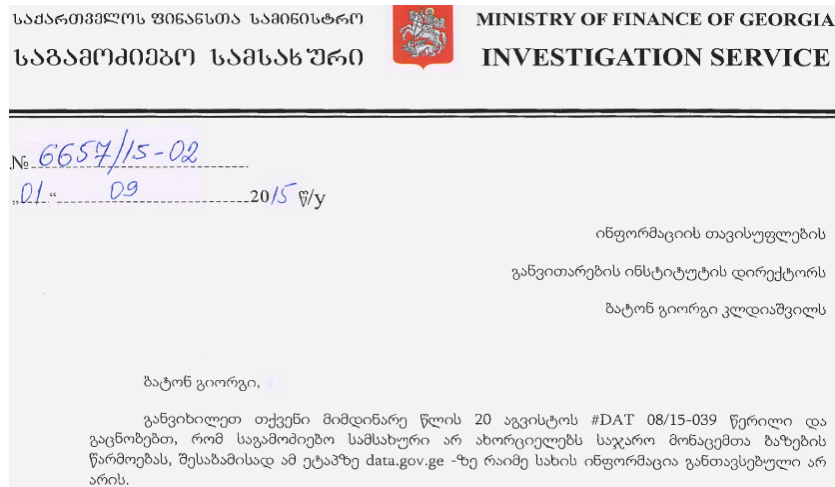 საქართველოს ფინანსთა სამინისტრო
MINISTRY OF FINANCE OF GEORGIA
საგამოძიებო სამსახური
INVESTIGATION SERVICE
№ 6657/15-02
„01“ 09 2015 წ/y
ინფორმაციის თავისუფლების
განვითარების ინსტიტუტის დირექტორს
ბატონ გიორგი კლდიაშვილს
ბატონ გიორგი,
განვიხილეთ თქვენი მიმდინარე წლის 20 აგვისტოს #DAT 08/15-039 წერილი და
გაცნობებთ, რომ საგამოძიებო სამსახური არ ახორციელებს საჯარო მონაცემთა ბაზების
წარმოებას, შესაბამისად ამ ეტაპზე data.gov.ge -ზე რაიმე სახის ინფორმაცია განთავსებული არ
არის.